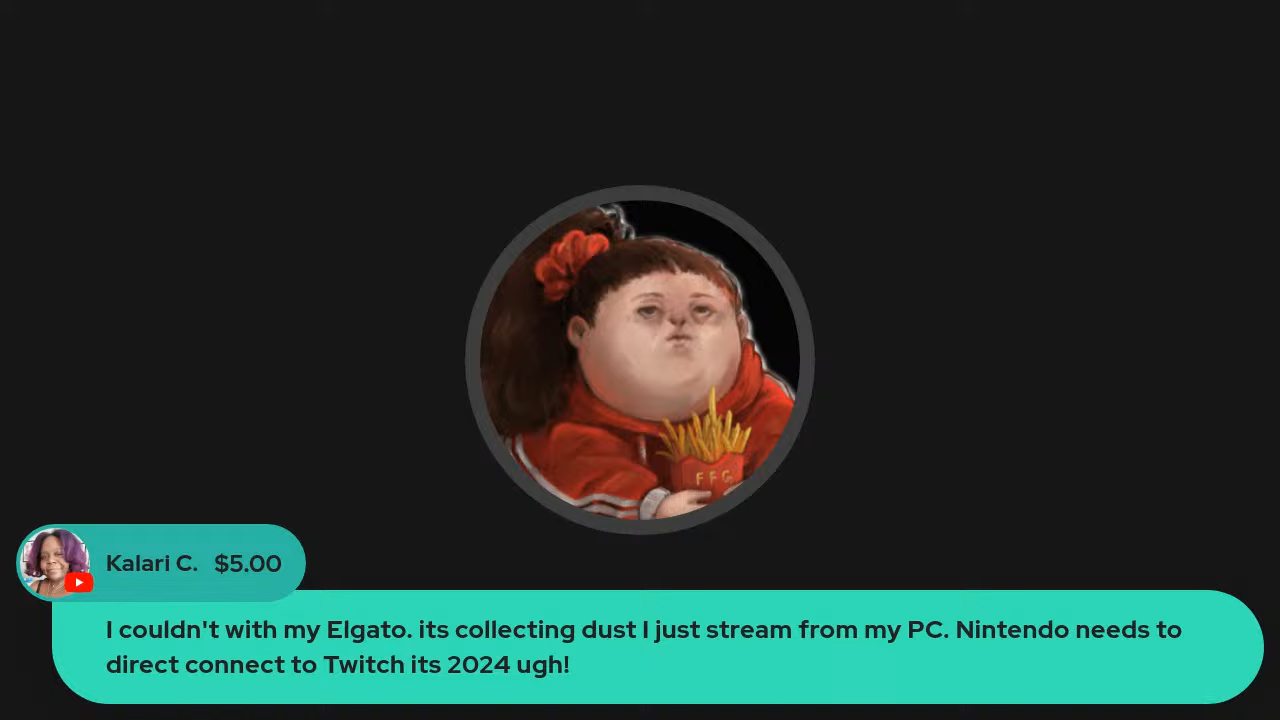 FFG
Kalari C. $5.00
I couldn't with my Elgato. its collecting dust I just stream from my PC. Nintendo needs to
direct connect to Twitch its 2024 ugh!